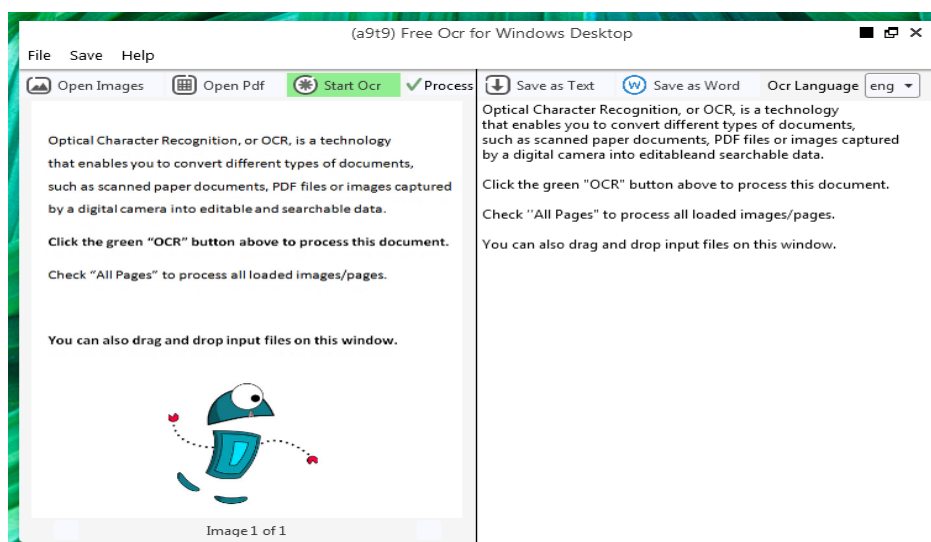 (a9t9) Free Ocr for Windows Desktop
File Save Help
Open Images Open Pdf Start Ocr Process Save as Text Save as Word Ocr Language eng
Optical Character Recognition, or OCR, is a technology
that enables you to convert different types of documents,
such as scanned paper documents, PDF files or images captured
by a digital camera into editable and searchable data.
Click the green “OCR” button above to process this document.
Check “All Pages” to process all loaded images/pages.
You can also drag and drop input files on this window.
Image 1 of 1
Optical Character Recognition, or OCR, is a technology
that enables you to convert different types of documents,
such as scanned paper documents, PDF files or images captured
by a digital camera into editableand searchable data.
Click the green "OCR" button above to process this document.
Check ''All Pages" to process all loaded images/pages.
You can also drag and drop input files on this window.